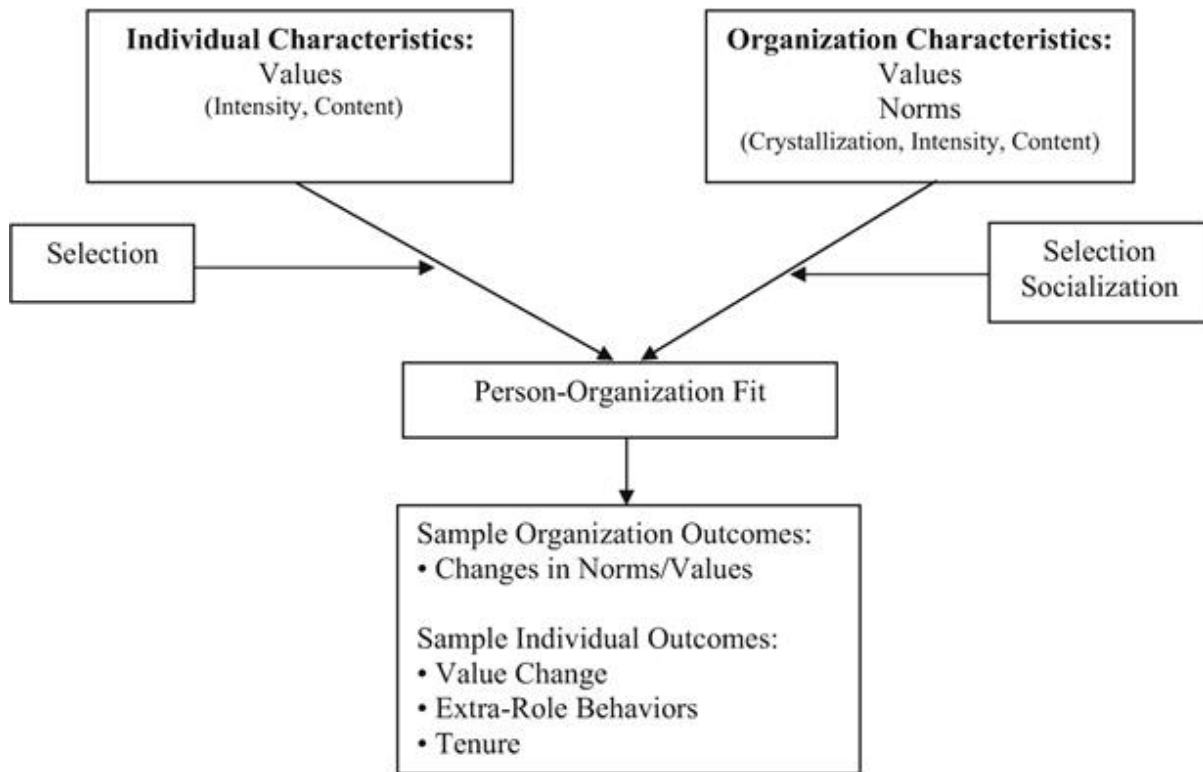 Individual Characteristics:
Values
(Intensity, Content)
Organization Characteristics:
Values
Norms
(Crystallization, Intensity, Content)
Selection
Selection
Socialization
Person-Organization Fit
Sample Organization Outcomes:
• Changes in Norms/Values
Sample Individual Outcomes:
• Value Change
• Extra-Role Behaviors
• Tenure